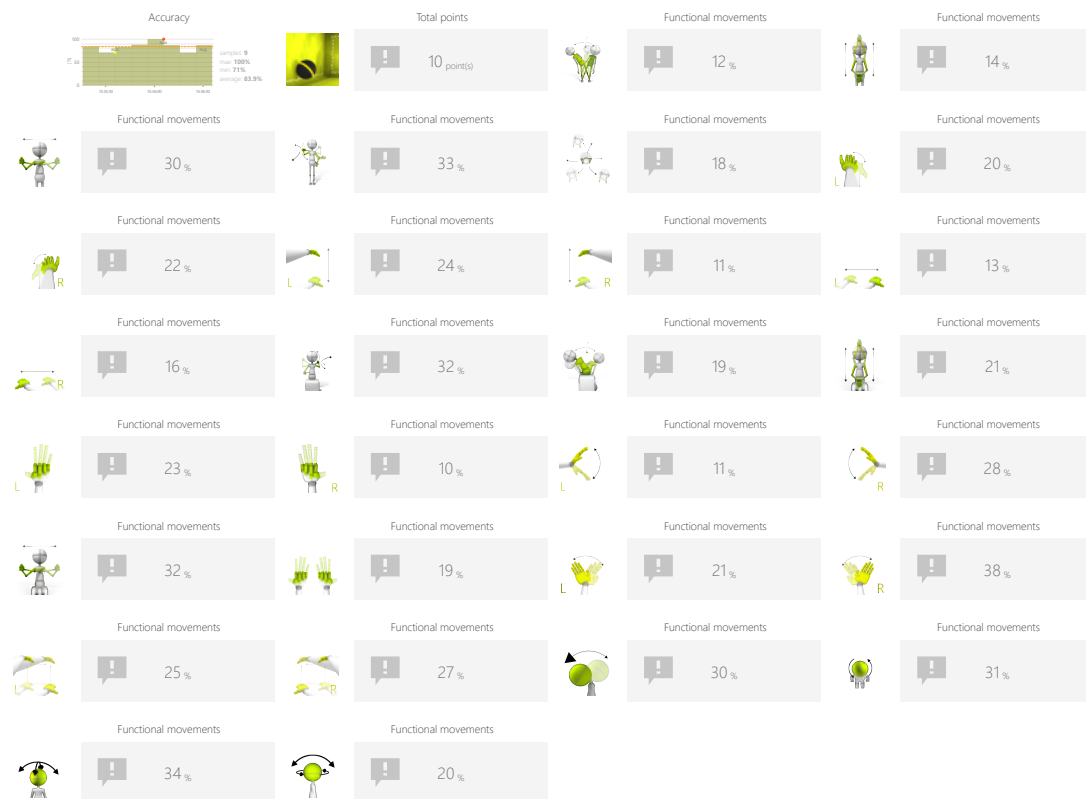 Accuracy
Total points
Functional movements
Functional movements
100
50
0
samples: 9
max: 100%
min: 71%
average: 83.9%
10 point(s)
12 %
14 %
Functional movements
Functional movements
Functional movements
Functional movements
30 %
33 %
18 %
L
20 %
Functional movements
Functional movements
Functional movements
Functional movements
R
22 %
L
24 %
R
11 %
L
13 %
Functional movements
Functional movements
Functional movements
Functional movements
R
16 %
32 %
19 %
21 %
Functional movements
Functional movements
Functional movements
Functional movements
L
23 %
R
10 %
L
11 %
R
28 %
Functional movements
Functional movements
Functional movements
Functional movements
32 %
19 %
L
21 %
R
38 %
Functional movements
Functional movements
Functional movements
Functional movements
L
25 %
R
27 %
30 %
31 %
Functional movements
Functional movements
34 %
20 %